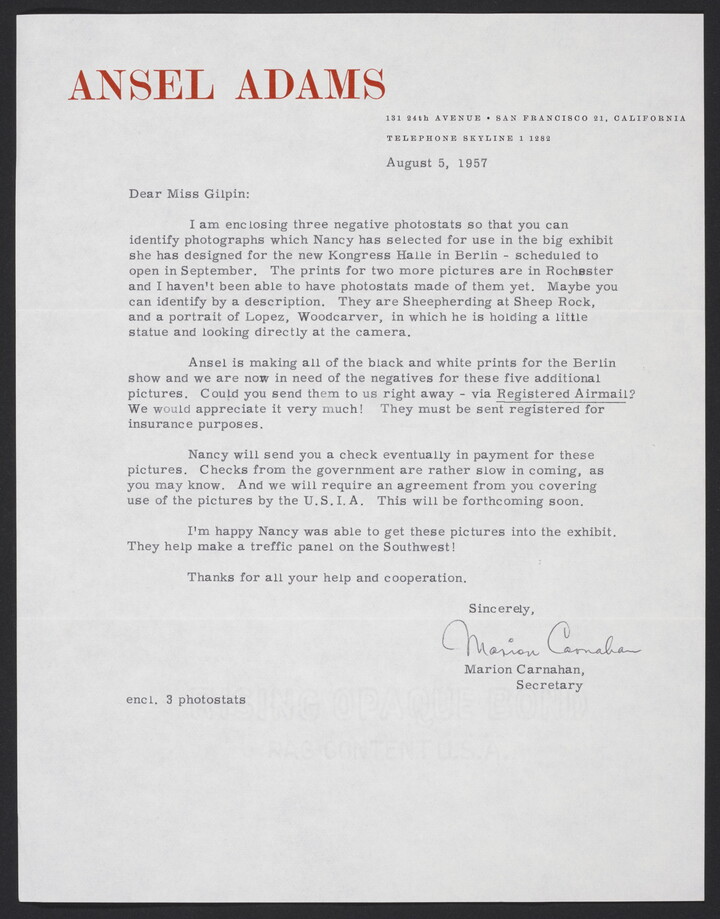 ANSEL ADAMS
131 24th AVENUE • SAN FRANCISCO 21, CALIFORNIA
TELEPHONE SKYLINE 1 1282
August 5, 1957
Dear Miss Gilpin:
I am enclosing three negative photostats so that you can
identify photographs which Nancy has selected for use in the big exhibit
she has designed for the new Kongress Halle in Berlin - scheduled to
open in September. The prints for two more pictures are in Rochester
and I haven't been able to have photostats made of them yet. Maybe you
can identify by a description. They are Sheepherding at Sheep Rock,
and a portrait of Lopez, Woodcarver, in which he is holding a little
statue and looking directly at the camera.
Ansel is making all of the black and white prints for the Berlin
show and we are now in need of the negatives for these five additional
pictures. Could you send them to us right away - via Registered Airmail?
We would appreciate it very much! They must be sent registered for
insurance purposes.
Nancy will send you a check eventually in payment for these
pictures. Checks from the government are rather slow in coming, as
you may know. And we will require an agreement from you covering
use of the pictures by the U.S.I.A. This will be forthcoming soon.
I'm happy Nancy was able to get these pictures into the exhibit.
They help make a treffic panel on the Southwest!
Thanks for all your help and cooperation.
Sincerely,
Marion Carnahan
Marion Carnahan,
Secretary
encl. 3 photostats
OPAQUE BOND
RAG CONTENT U.S.A.